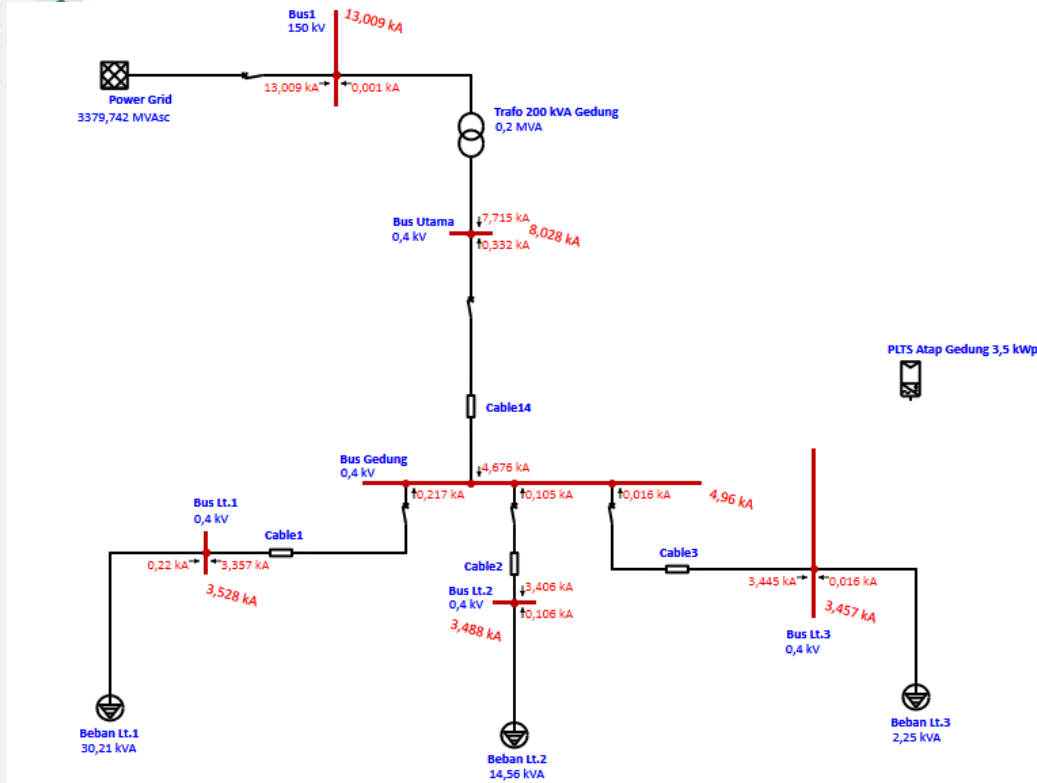 Bus1
150 kV
13,009 kA
13,009 kA
0,001 kA
Power Grid
3379,742 MVAsc
Trafo 200 kVA Gedung
0,2 MVA
Bus Utama
0,4 kV
7,715 kA
8,028 kA
0,332 kA
PLTS Atap Gedung 3,5 kWp
Cable14
Bus Gedung
0,4 kV
4,676 kA
0,217 kA
0,105 kA
0,016 kA
4,96 kA
Bus Lt.1
0,4 kV
Cable1
0,22 kA
3,357 kA
3,528 kA
Cable2
Bus Lt.2
0,4 kV
3,406 kA
0,106 kA
3,488 kA
Cable3
3,445 kA
0,016 kA
3,457 kA
Bus Lt.3
0,4 kV
Beban Lt.1
30,21 kVA
Beban Lt.2
14,56 kVA
Beban Lt.3
2,25 kVA